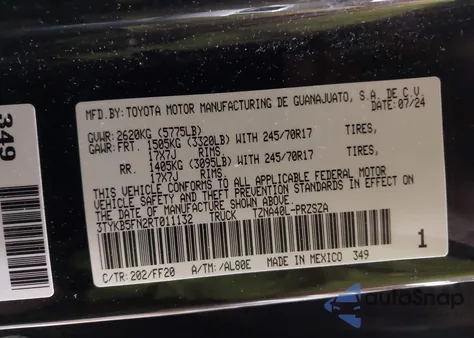 MFD.BY:TOYOTA MOTOR MANUFACTURING DE GUANAJUATO, S.A. DE C.V.
DATE:07/24
GVWR:2620KG (5775LB)
GAWR:FRT. 1505KG (3320LB) WITH 245/70R17 TIRES,
17X7J RIMS
RR. 1405KG (3095LB) WITH 245/70R17 TIRES,
17X7J RIMS
THIS VEHICLE CONFORMS TO ALL APPLICABLE FEDERAL MOTOR
VEHICLE SAFETY AND THEFT PREVENTION STANDARDS IN EFFECT ON
THE DATE OF MANUFACTURE SHOWN ABOVE.
3TYKB5FN2RT011132 TRUCK TZNA40L-PRZSZA
1
C/TR:202/FF20 A/TM:/AL80E MADE IN MEXICO 349
349
autoSnap